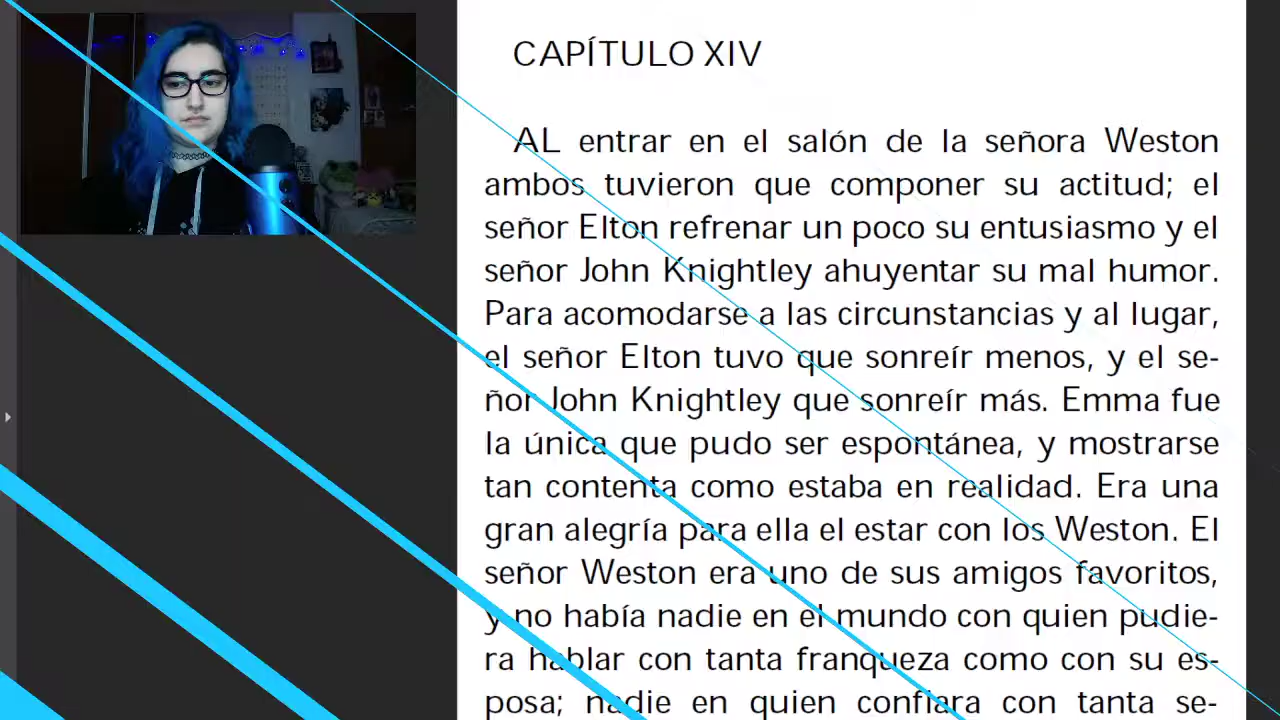 CAPÍTULO XIV
AL entrar en el salón de la señora Weston
ambos tuvieron que componer su actitud; el
señor Elton refrenar un poco su entusiasmo y el
señor John Knightley ahuyentar su mal humor.
Para acomodarse a las circunstancias y al lugar,
el señor Elton tuvo que sonreír menos, y el se-
ñor John Knightley que sonreír más. Emma fue
la única que pudo ser espontánea, y mostrarse
tan contenta como estaba en realidad. Era una
gran alegría para ella el estar con los Weston. El
señor Weston era uno de sus amigos favoritos,
y no había nadie en el mundo con quien pudie-
ra hablar con tanta franqueza como con su es-
posa; nadie en quien confiara con tanta se-